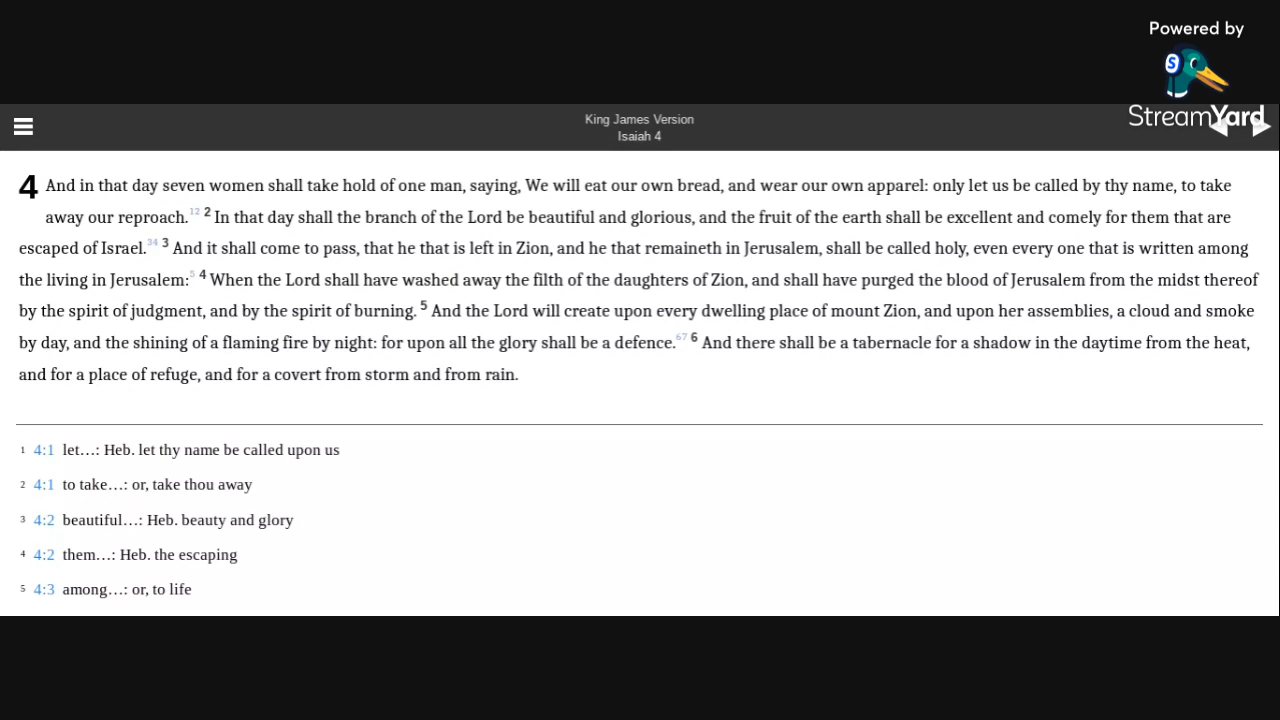 Powered by
S
StreamYard
King James Version
Isaiah 4
4 And in that day seven women shall take hold of one man, saying, We will eat our own bread, and wear our own apparel: only let us be called by thy name, to take
away our reproach.12 2 In that day shall the branch of the Lord be beautiful and glorious, and the fruit of the earth shall be excellent and comely for them that are
escaped of Israel.34 3 And it shall come to pass, that he that is left in Zion, and he that remaineth in Jerusalem, shall be called holy, even every one that is written among
the living in Jerusalem:5 4 When the Lord shall have washed away the filth of the daughters of Zion, and shall have purged the blood of Jerusalem from the midst thereof
by the spirit of judgment, and by the spirit of burning. 5 And the Lord will create upon every dwelling place of mount Zion, and upon her assemblies, a cloud and smoke
by day, and the shining of a flaming fire by night: for upon all the glory shall be a defence.67 6 And there shall be a tabernacle for a shadow in the daytime from the heat,
and for a place of refuge, and for a covert from storm and from rain.
1 4:1 let…: Heb. let thy name be called upon us
2 4:1 to take…: or, take thou away
3 4:2 beautiful…: Heb. beauty and glory
4 4:2 them…: Heb. the escaping
5 4:3 among…: or, to life